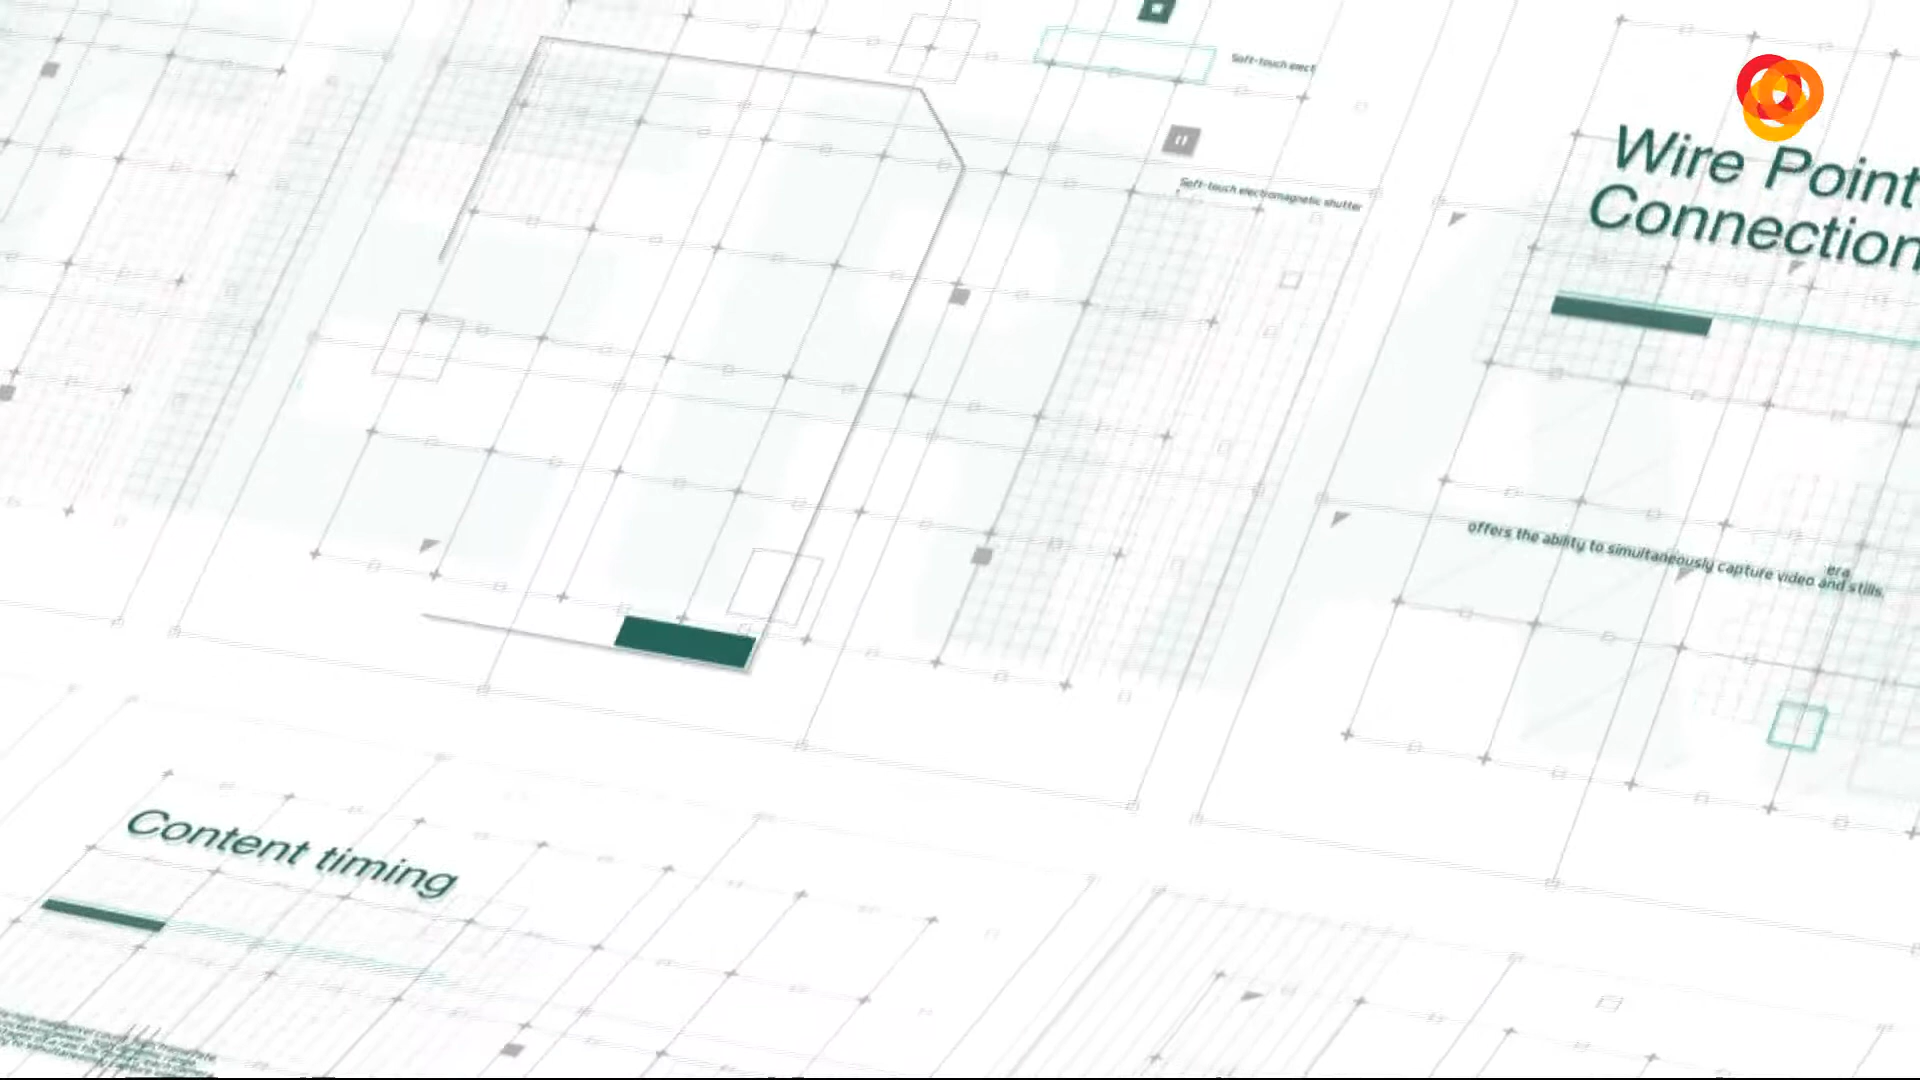 Soft-touch elect
Soft-touch electromagnetic shutter
Wire Point
Connection
offers the ability to simultaneously capture video and stills.
era
Content timing